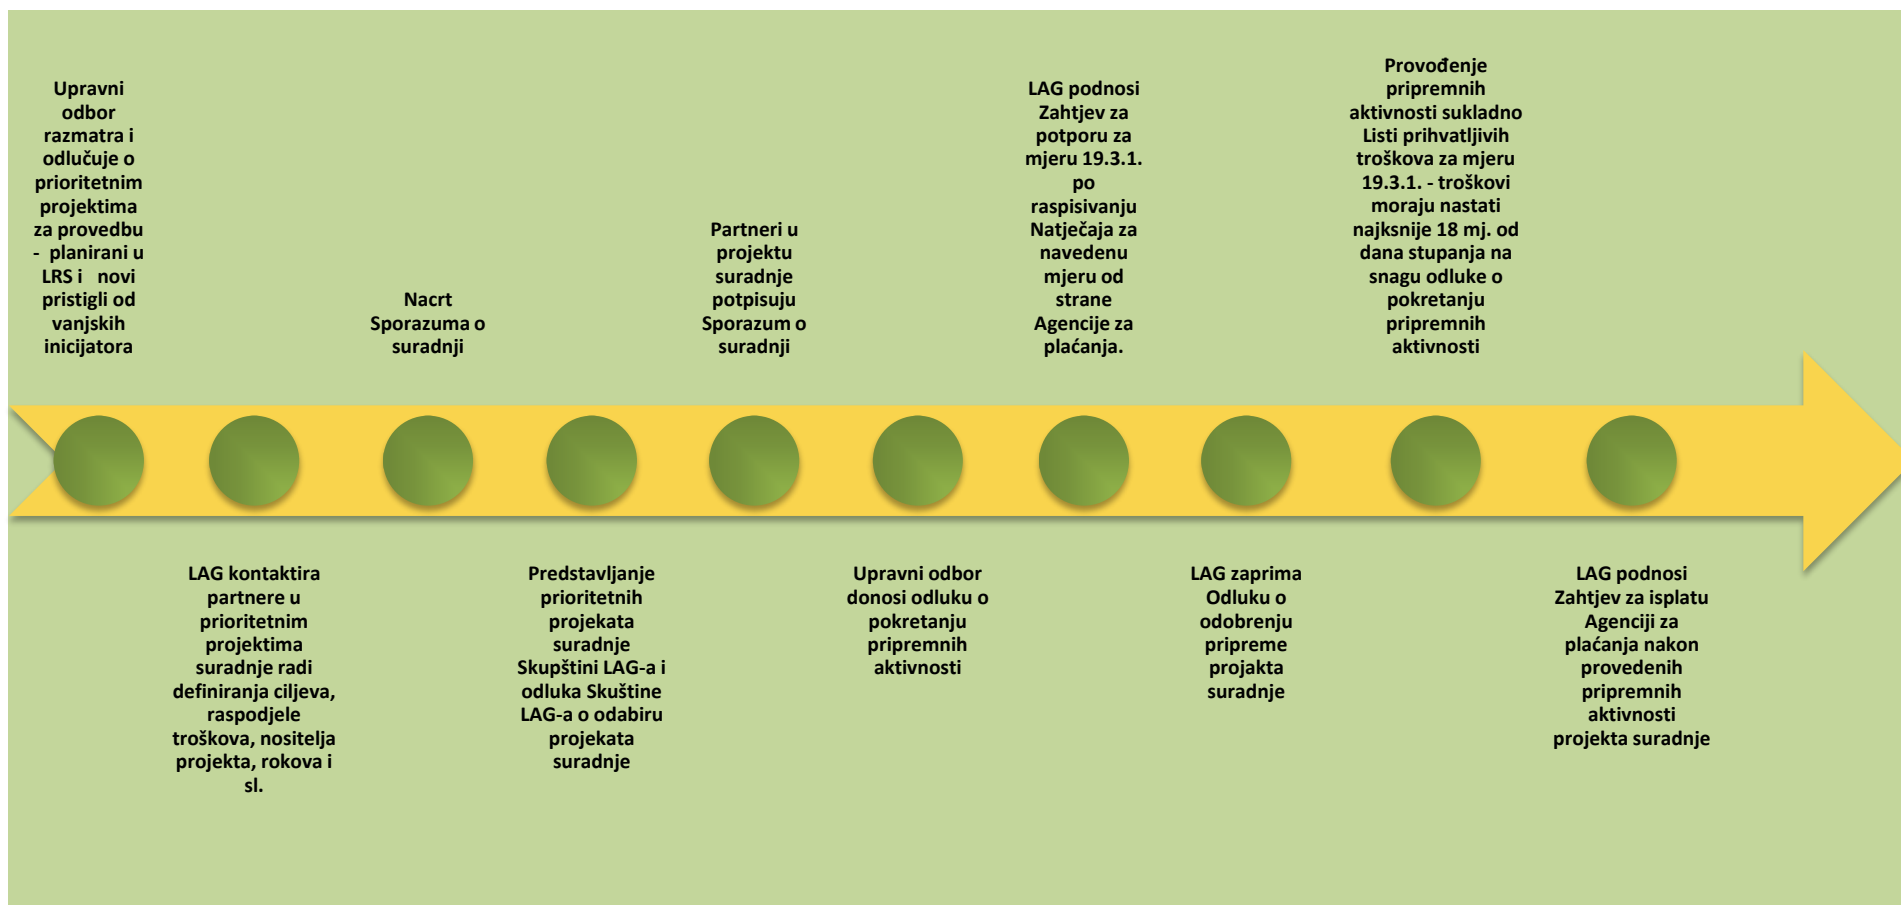 Upravni
odbor
razmatra i
odlučuje o
prioritetnim
projektima
za provedbu
- planirani u
LRS i novi
pristigli od
vanjskih
inicijatora
LAG kontaktira
partnere u
prioritetnim
projektima
suradnje radi
definiranja ciljeva,
raspodjele
troškova, nositelja
projekta, rokova i
sl.
Nacrt
Sporazuma o
suradnji
Predstavljanje
prioritetnih
projekata
suradnje
Skupštini LAG-a i
odluka Skuštine
LAG-a o odabiru
projekata
suradnje
Partneri u
projektu
suradnje
potpisuju
Sporazum o
suradnji
Upravni odbor
donosi odluku o
pokretanju
pripremnih
aktivnosti
LAG podnosi
Zahtjev za
potporu za
mjeru 19.3.1.
po
raspisivanju
Natječaja za
navedenu
mjeru od
strane
Agencije za
plaćanja.
LAG zaprima
Odluku o
odobrenju
pripreme
projakta
suradnje
Provođenje
pripremnih
aktivnosti sukladno
Listi prihvatljivih
troškova za mjeru
19.3.1. - troškovi
moraju nastati
najksnije 18 mj. od
dana stupanja na
snagu odluke o
pokretanju
pripremnih
aktivnosti
LAG podnosi
Zahtjev za isplatu
Agenciji za
plaćanja nakon
provedenih
pripremnih
aktivnosti
projekta suradnje